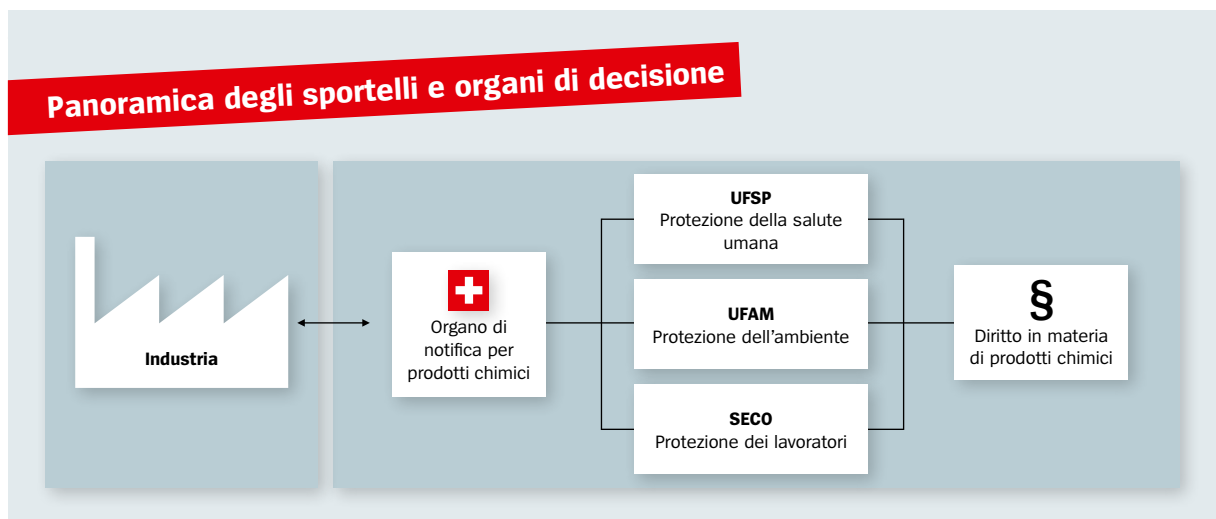 Panoramica degli sportelli e organi di decisione
Industria
Organo di
notifica per
prodotti chimici
UFSP
Protezione della salute
umana
UFAM
Protezione dell'ambiente
SECO
Protezione dei lavoratori
§
Diritto in materia
di prodotti chimici